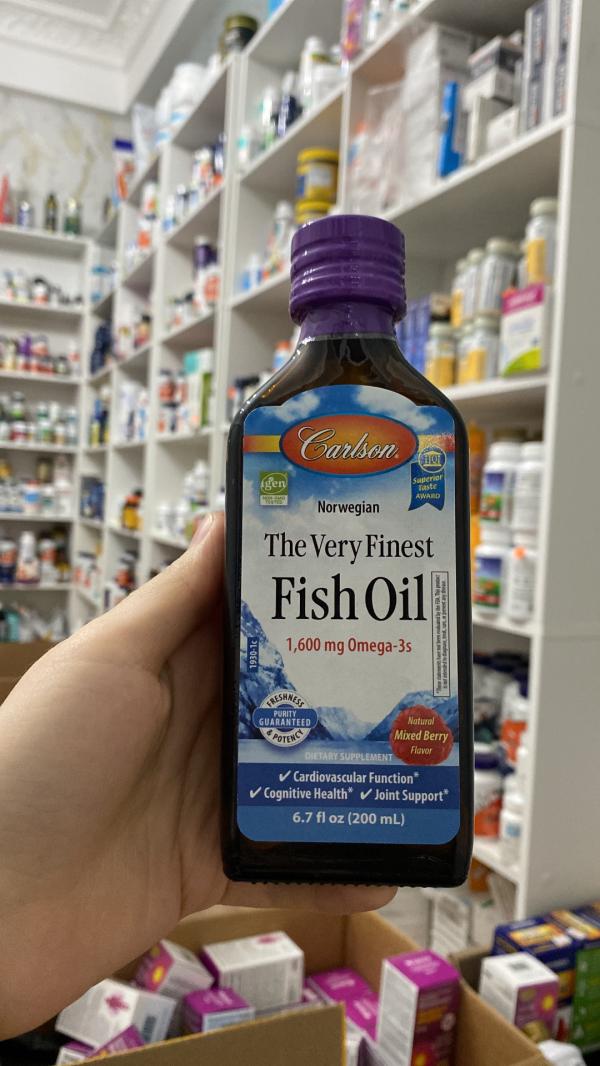 Carlson
igen
NON-GMO
TESTED
Superior
Taste
AWARD
Norwegian
The Very Finest
Fish Oil
1,600 mg Omega-3s
1930-1c
FRESHNESS
PURITY
GUARANTEED
& POTENCY
Natural
Mixed Berry
Flavor
DIETARY SUPPLEMENT
✓ Cardiovascular Function*
✓ Cognitive Health* ✓ Joint Support*
6.7 fl oz (200 mL)